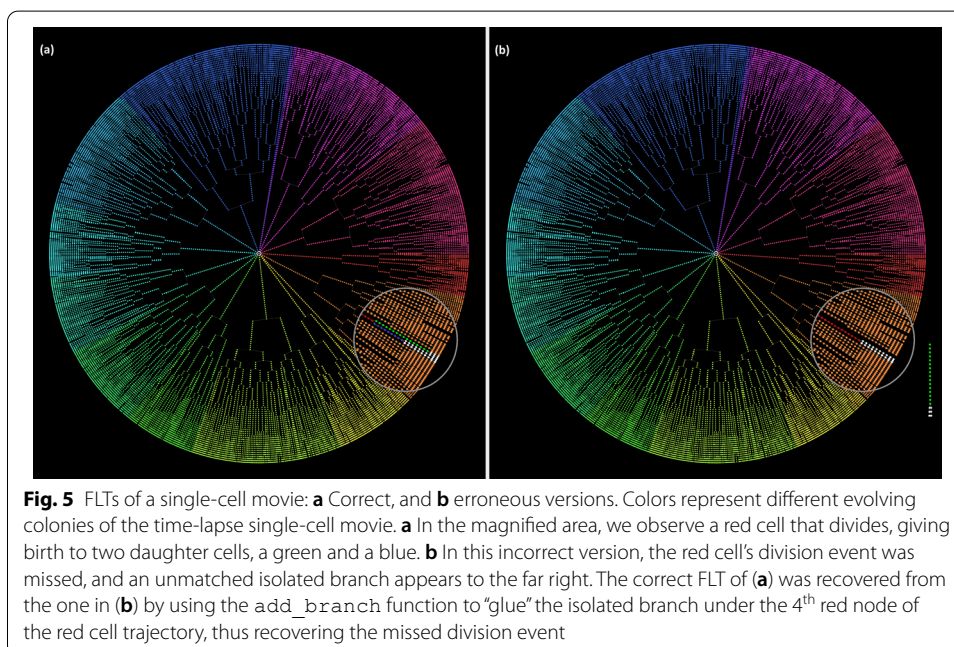 (a)
(b)
Fig. 5 FLTs of a single-cell movie: a Correct, and b erroneous versions. Colors represent different evolving
colonies of the time-lapse single-cell movie. a In the magnified area, we observe a red cell that divides, giving
birth to two daughter cells, a green and a blue. b In this incorrect version, the red cell’s division event was
missed, and an unmatched isolated branch appears to the far right. The correct FLT of (a) was recovered from
the one in (b) by using the add_branch function to “glue” the isolated branch under the 4th red node of
the red cell trajectory, thus recovering the missed division event